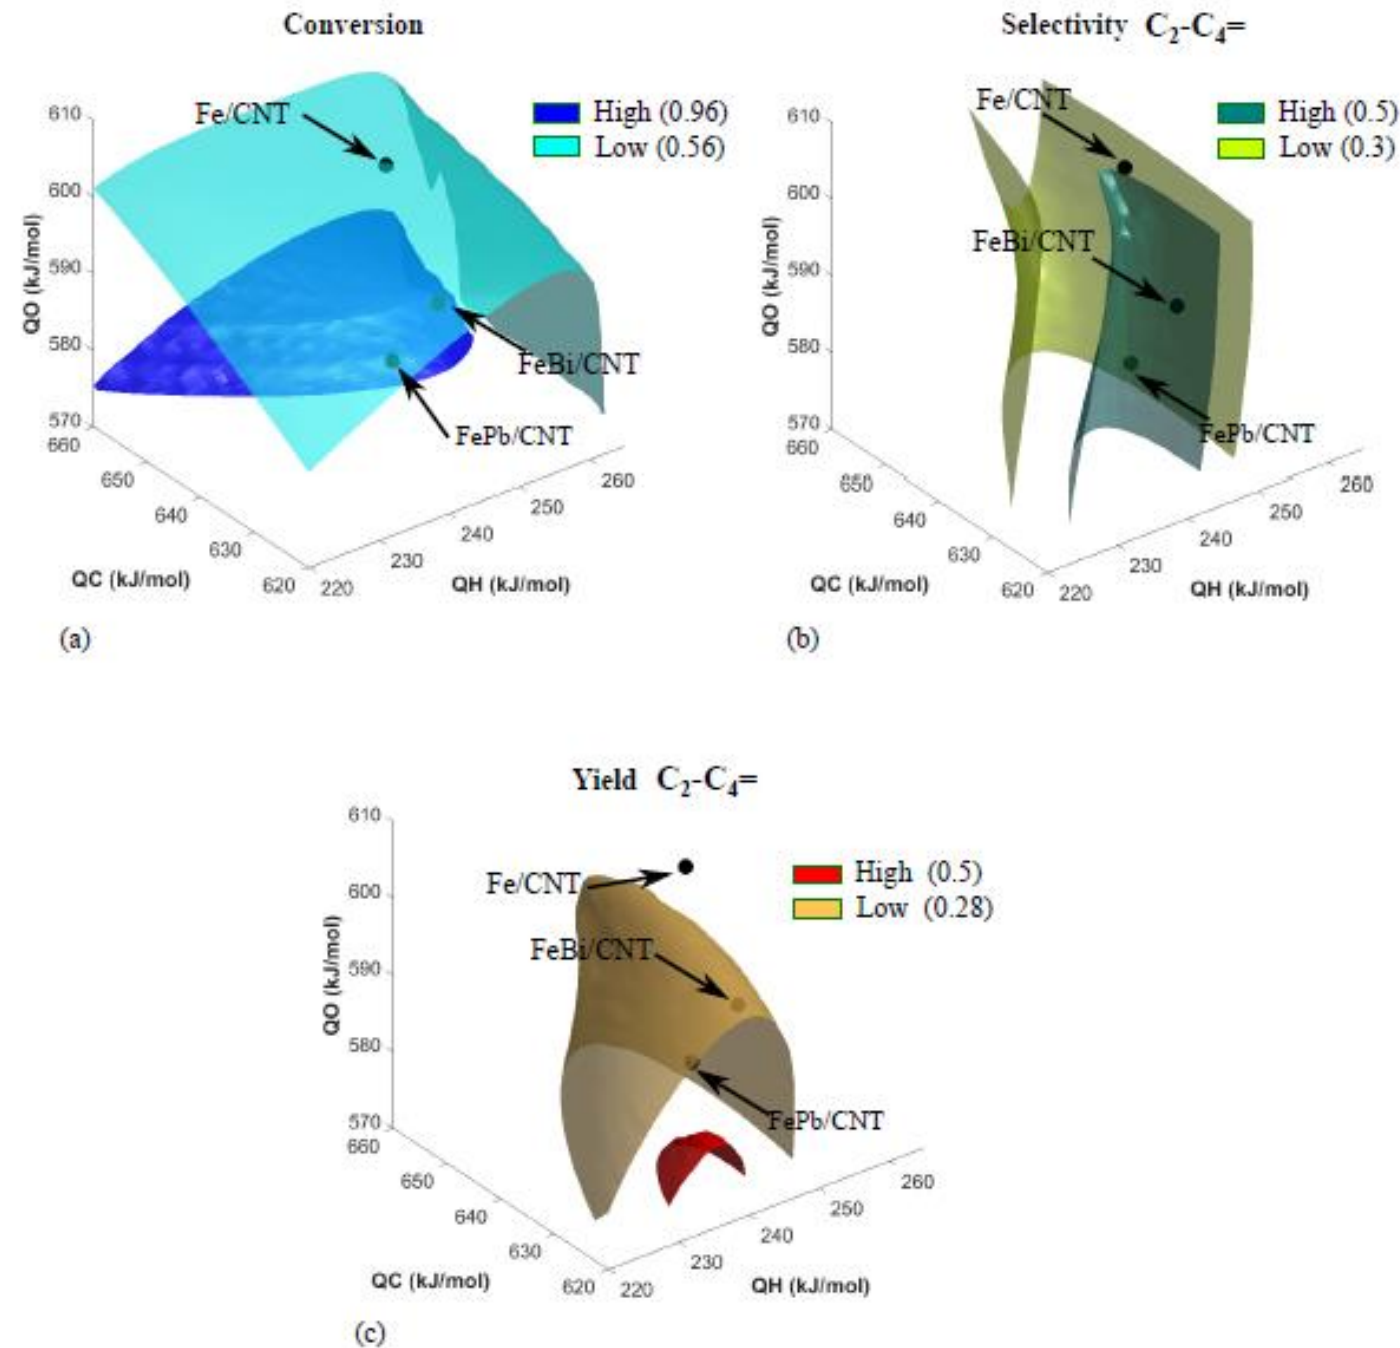 Conversion
High (0.96)
Low (0.56)
Fe/CNT
FeBi/CNT
FePb/CNT
610
600
590
580
570
QO (kJ/mol)
660
650
640
630
620
QC (kJ/mol)
220
230
240
250
260
QH (kJ/mol)
(a)
Selectivity C₂-C₄=
High (0.5)
Low (0.3)
Fe/CNT
FeBi/CNT
FePb/CNT
610
600
590
580
570
QO (kJ/mol)
660
650
640
630
620
QC (kJ/mol)
220
230
240
250
260
QH (kJ/mol)
(b)
Yield C₂-C₄=
High (0.5)
Low (0.28)
Fe/CNT
FeBi/CNT
FePb/CNT
610
600
590
580
570
QO (kJ/mol)
660
650
640
630
620
QC (kJ/mol)
220
230
240
250
260
QH (kJ/mol)
(c)